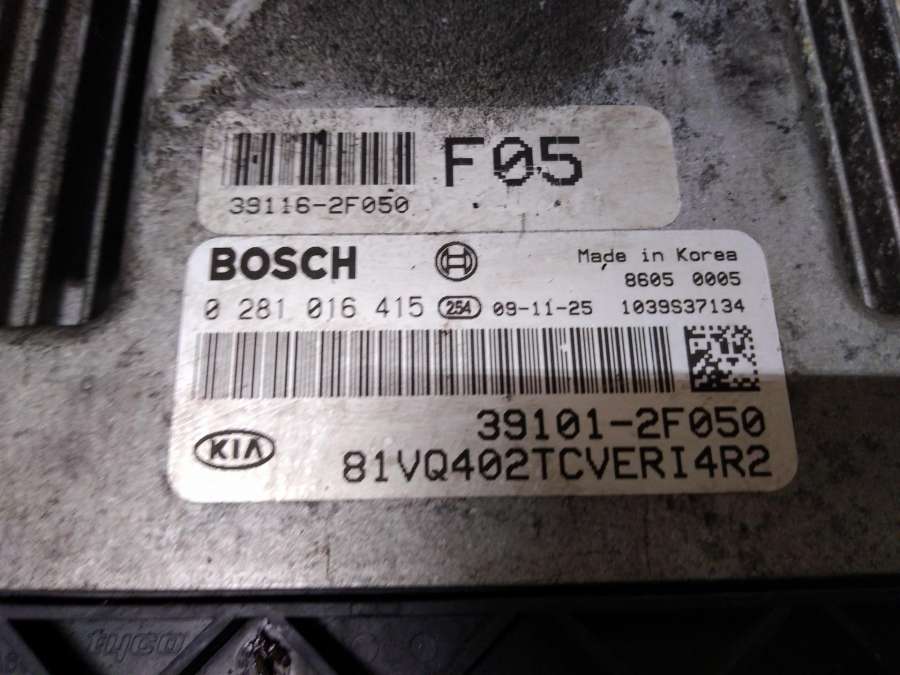 F05
39116-2F050
BOSCH
Made in Korea
8605 0005
0 281 016 415 254 09-11-25 1039S37134
39101-2F050
KIA
81VQ402TCVERI4R2
tyco